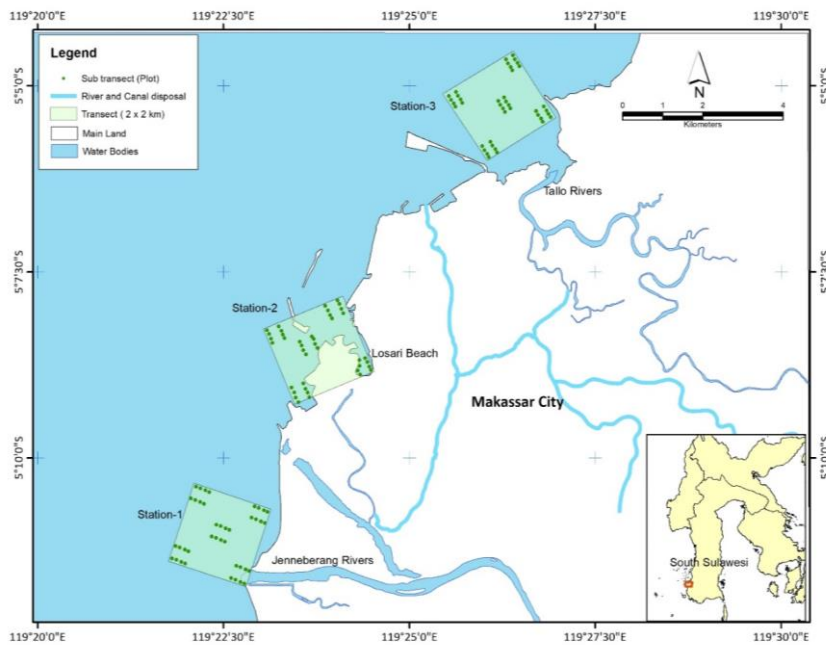 119°20'0"E 119°22'30"E 119°25'0"E 119°27'30"E 119°30'0"E
Legend
Sub transect (Plot)
River and Canal disposal
Transect ( 2 x 2 km)
Main Land
Water Bodies
5°5'0"S
5°5'0"S
N
0 1 2 4
Kilometers
Station-3
Tallo Rivers
5°7'30"S
5°7'30"S
Station-2
Losari Beach
Makassar City
5°10'0"S
5°10'0"S
Station-1
Jenneberang Rivers
South Sulawesi
119°20'0"E 119°22'30"E 119°25'0"E 119°27'30"E 119°30'0"E